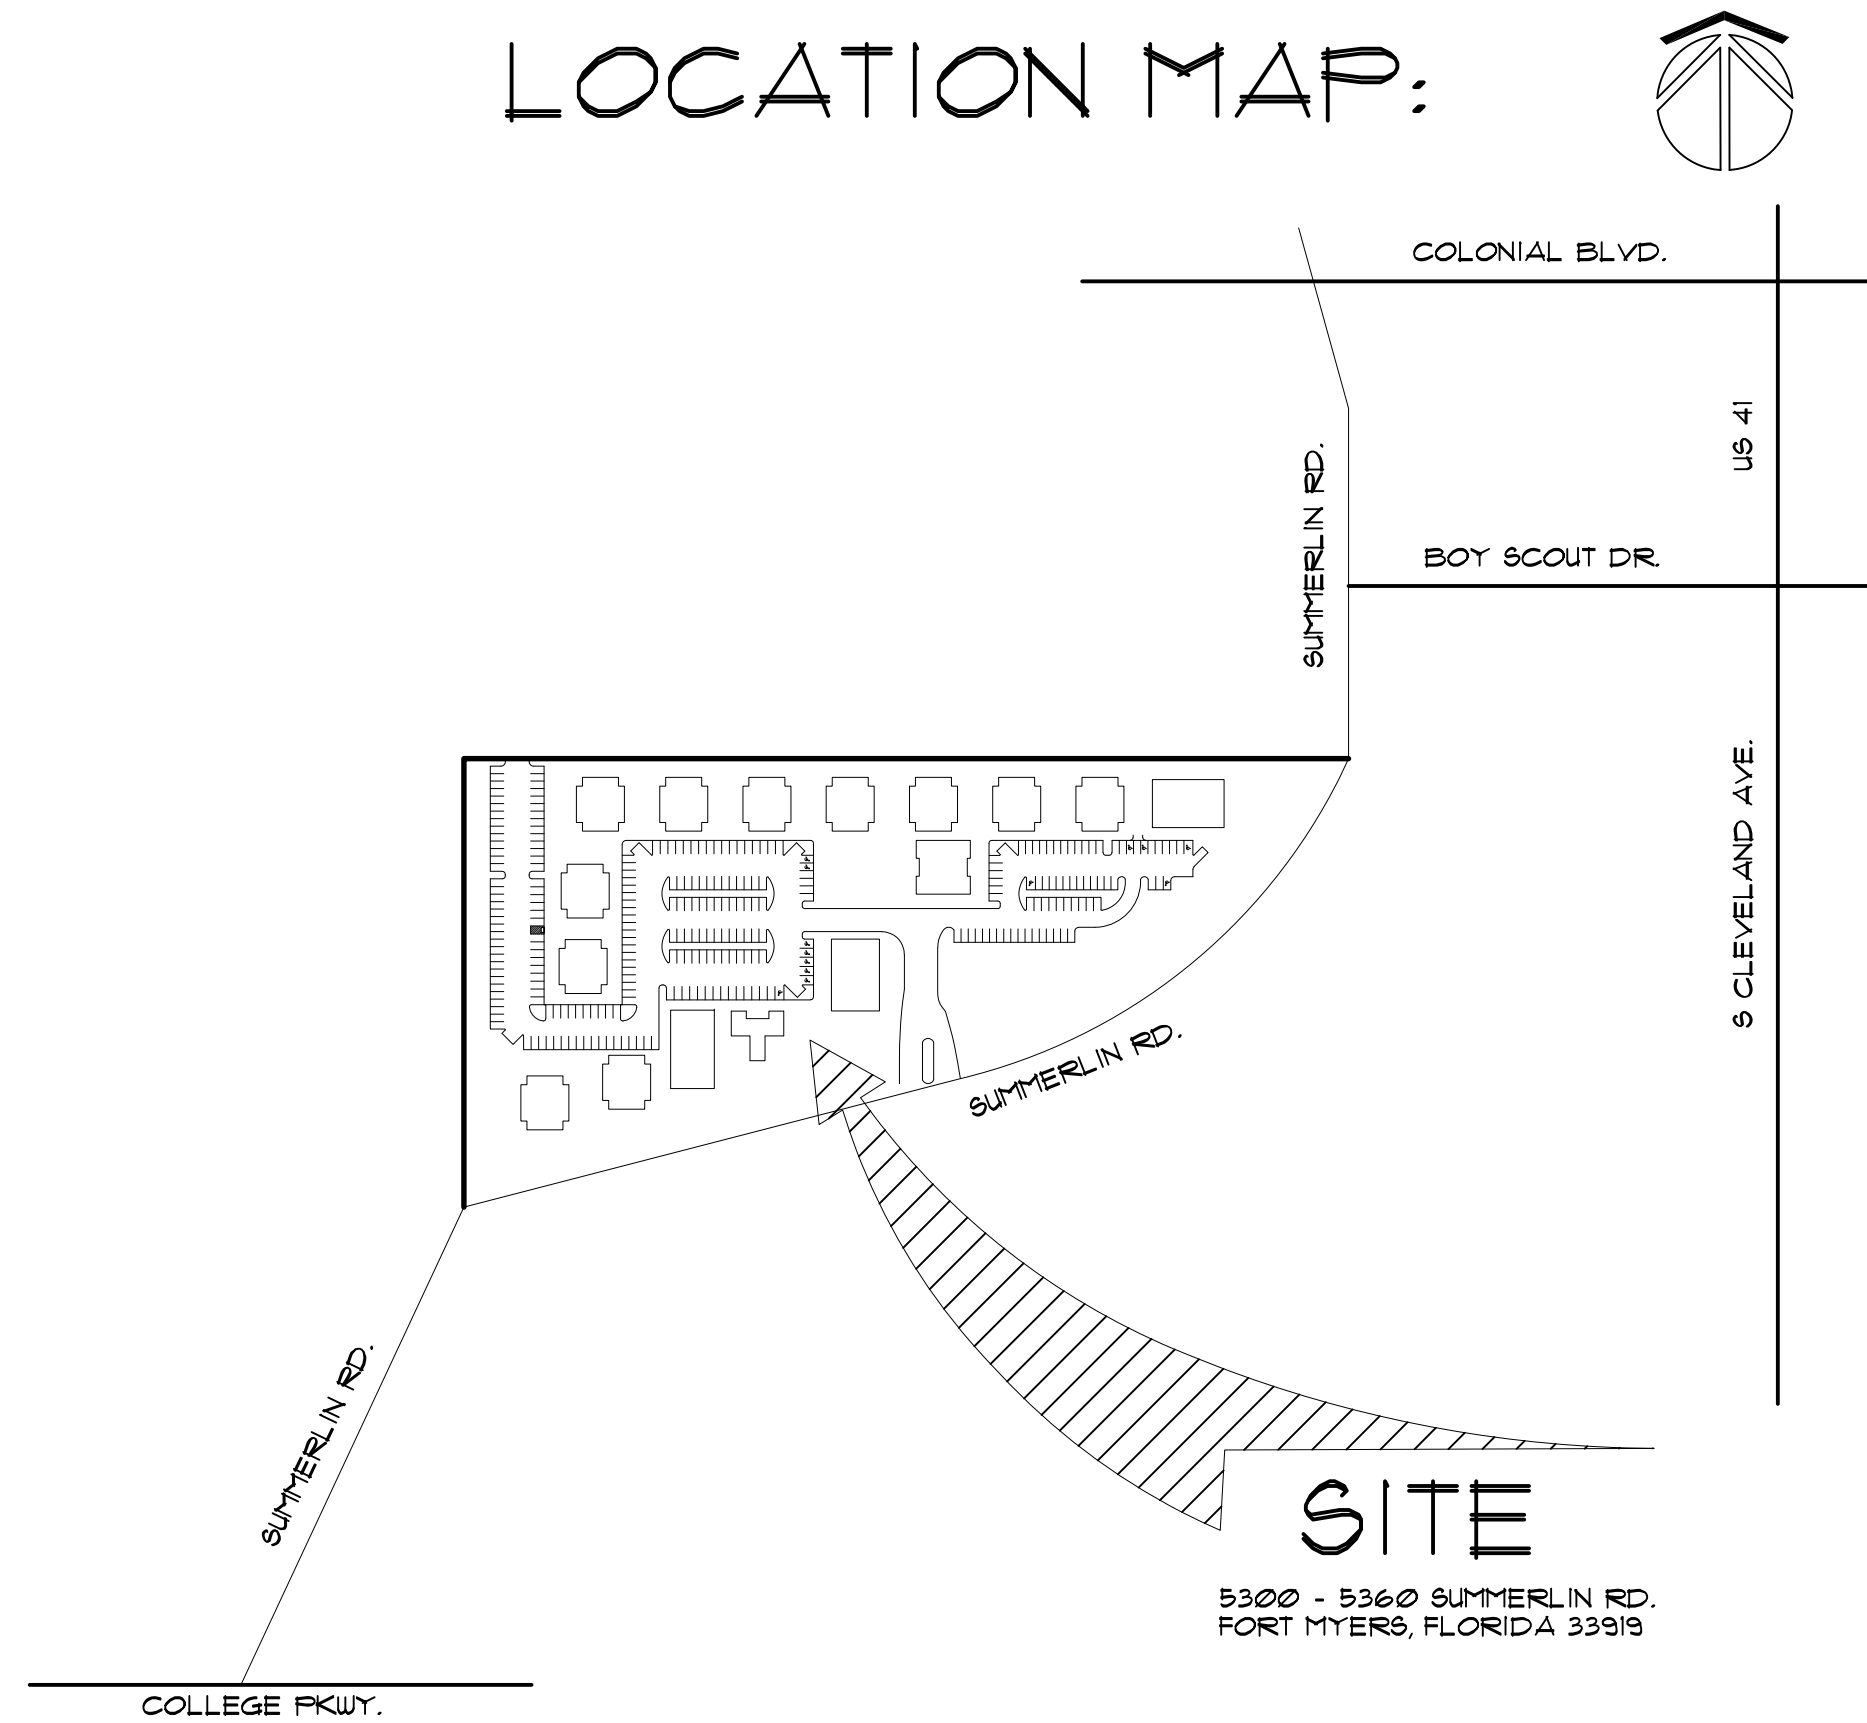 LOCATION MAP:
COLONIAL BLVD.
US 41
SUMMERLIN RD.
BOY SCOUT DR.
S CLEVELAND AVE.
SUMMERLIN RD.
SUMMERLIN RD.
SITE
5300 - 5360 SUMMERLIN RD.
FORT MYERS, FLORIDA 33919
COLLEGE PKWY.